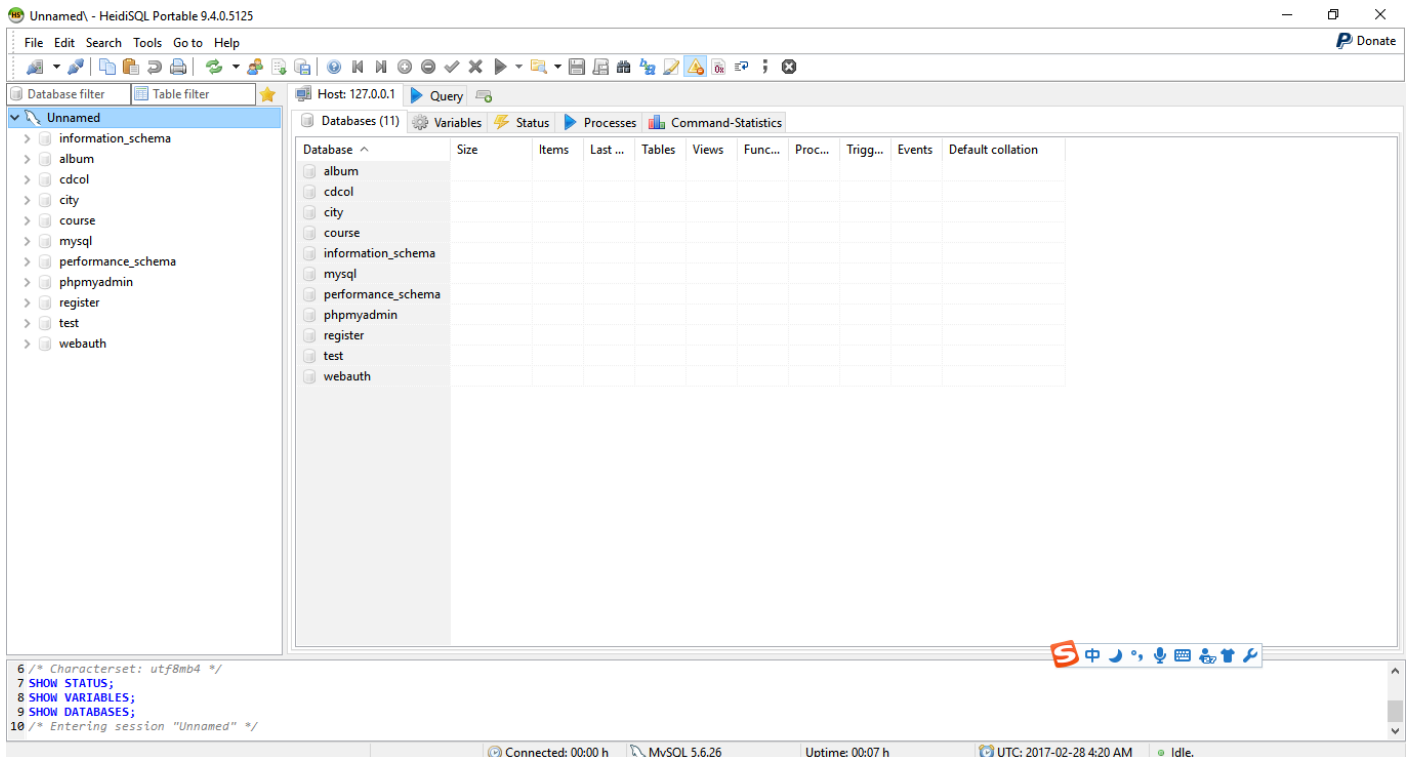 Unnamed\ - HeidiSQL Portable 9.4.0.5125
File Edit Search Tools Go to Help
Donate
Database filter Table filter
Host: 127.0.0.1 Query
Unnamed
information_schema
album
cdcol
city
course
mysql
performance_schema
phpmyadmin
register
test
webauth
Databases (11) Variables Status Processes Command-Statistics
Database Size Items Last ... Tables Views Func... Proc... Trigg... Events Default collation
album
cdcol
city
course
information_schema
mysql
performance_schema
phpmyadmin
register
test
webauth
中
6 /* Characterset: utf8mb4 */
7 SHOW STATUS;
8 SHOW VARIABLES;
9 SHOW DATABASES;
10 /* Entering session "Unnamed" */
Connected: 00:00 h MySQL 5.6.26 Uptime: 00:07 h UTC: 2017-02-28 4:20 AM Idle.